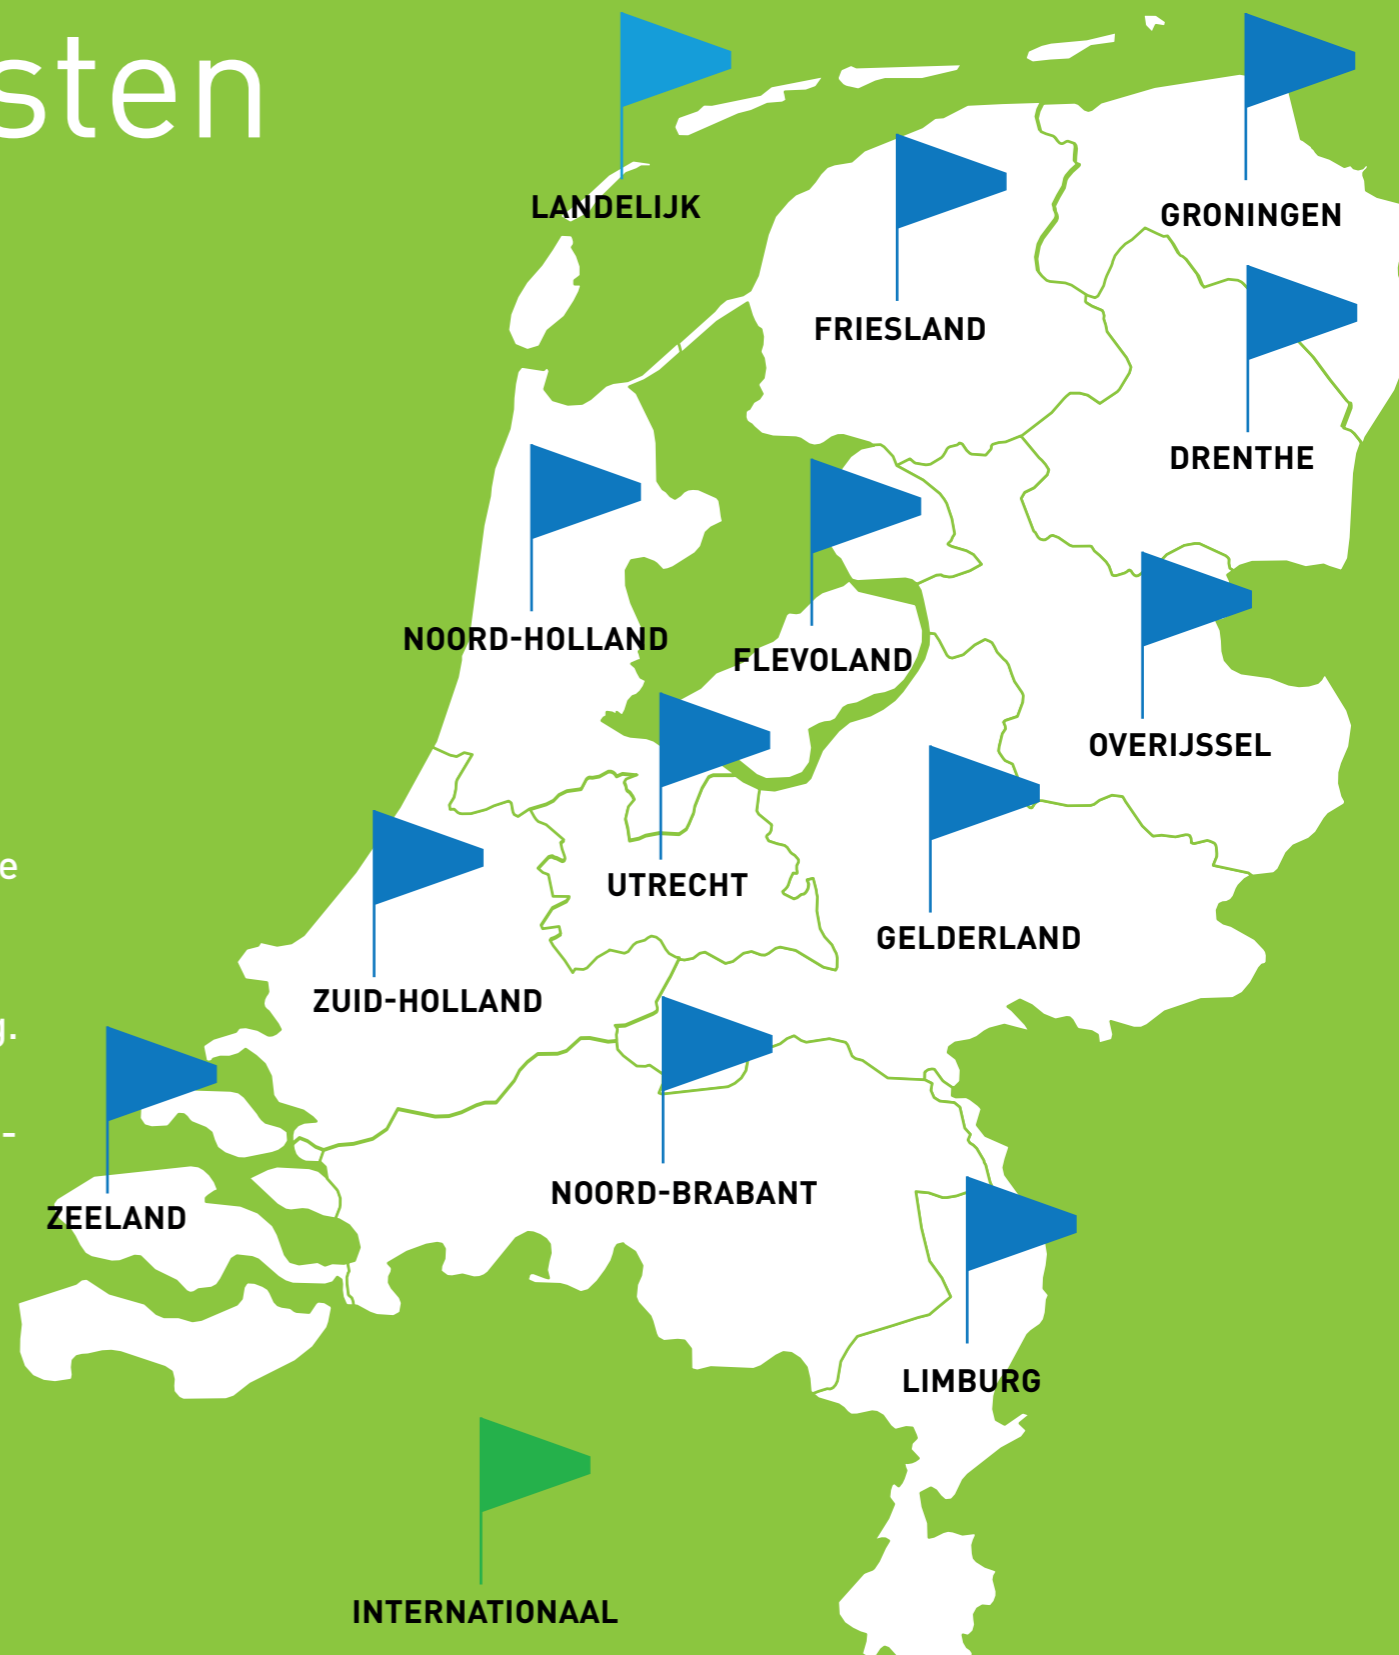 sten
LANDELIJK
GRONINGEN
FRIESLAND
DRENTHE
NOORD-HOLLAND
FLEVOLAND
OVERIJSSEL
e
UTRECHT
GELDERLAND
ZUID-HOLLAND
g.
-
NOORD-BRABANT
ZEELAND
LIMBURG
INTERNATIONAAL